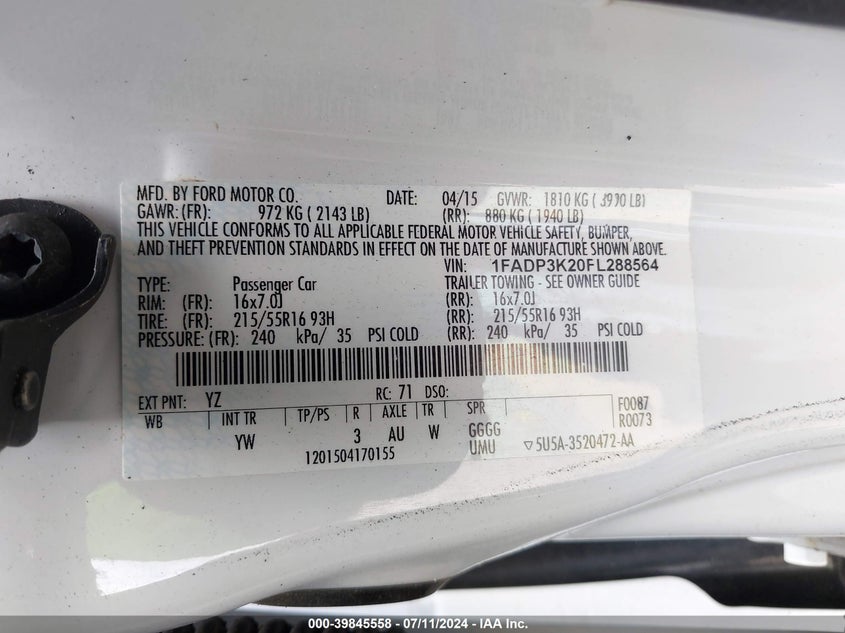 MFD. BY FORD MOTOR CO. DATE: 04/15 GVWR: 1810 KG ( 3990 LB)
GAWR: (FR): 972 KG ( 2143 LB) (RR): 880 KG ( 1940 LB)
THIS VEHICLE CONFORMS TO ALL APPLICABLE FEDERAL MOTOR VEHICLE SAFETY, BUMPER,
AND THEFT PREVENTION STANDARDS IN EFFECT ON THE DATE OF MANUFACTURE SHOWN ABOVE.
VIN: 1FADP3K20FL288564
TYPE: Passenger Car TRAILER TOWING - SEE OWNER GUIDE
RIM: (FR): 16x7.0J (RR): 16x7.0J
TIRE: (FR): 215/55R16 93H (RR): 215/55R16 93H
PRESSURE: (FR): 240 kPa/ 35 PSI COLD (RR): 240 kPa/ 35 PSI COLD
EXT PNT: YZ RC: 71 DSO: F0087
WB INT TR TP/PS R AXLE TR SPR R0073
YW 3 AU W GGGG
1201504170155 UMU ▽5U5A-3520472-AA
000-39845558 - 07/11/2024 - IAA Inc.